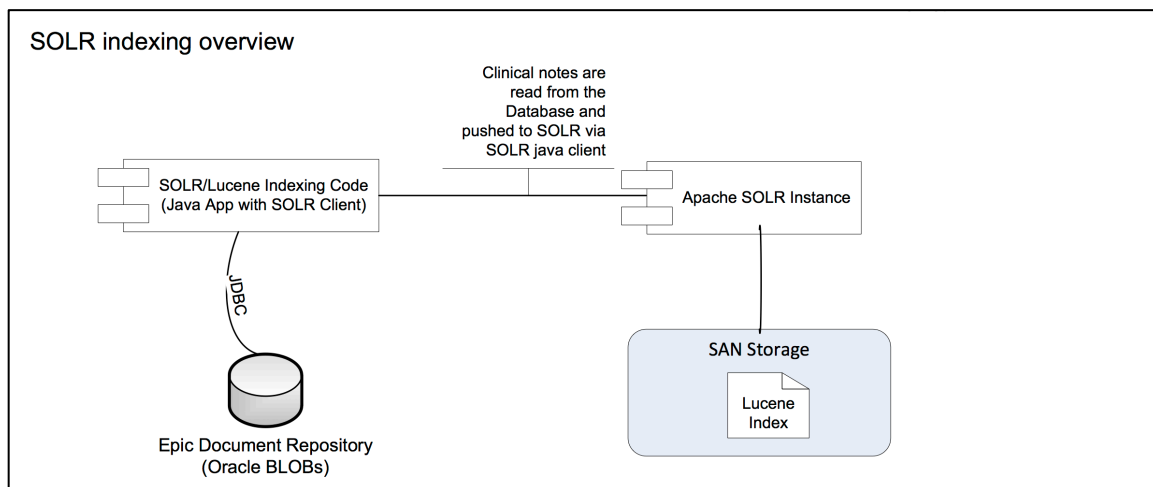 SOLR indexing overview
Clinical notes are
read from the
Database and
pushed to SOLR via
SOLR java client
SOLR/Lucene Indexing Code
(Java App with SOLR Client)
Apache SOLR Instance
JDBC
SAN Storage
Lucene
Index
Epic Document Repository
(Oracle BLOBs)